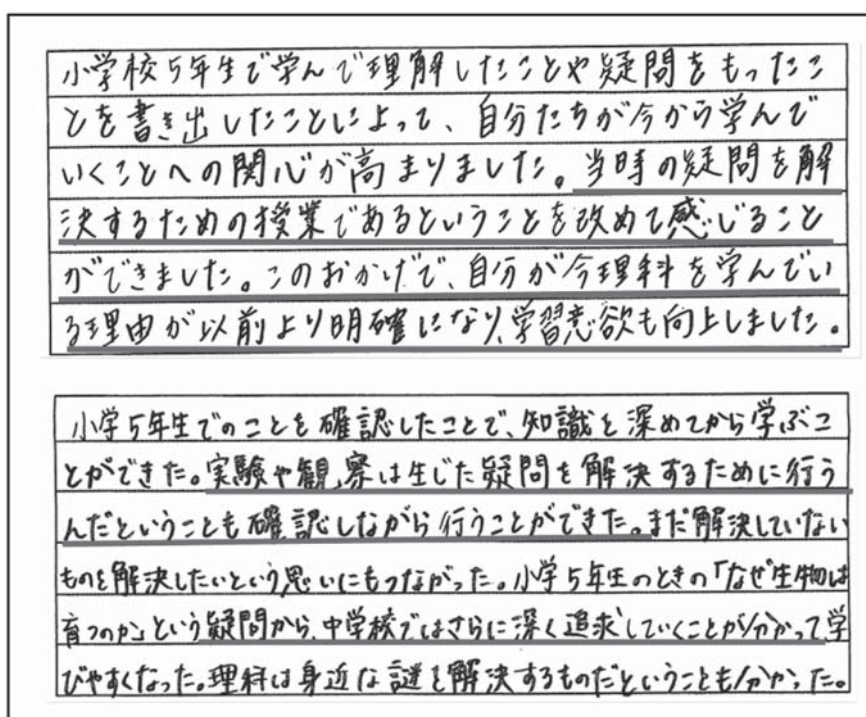 小学校5年生で学んで理解したことや疑問をもったこ
とを書き出したことによって、自分たちが今から学んで
いくことへの関心が高まりました。当時の疑問を解
決するための授業であるということを改めて感じること
ができました。このおかげで、自分が今理科を学んでい
る理由が以前より明確になり、学習意欲も向上しました。
小学5年生でのことを確認したことで、知識を深めてから学ぶこ
とができた。実験や観察は生じた疑問を解決するために行う
んだということも確認しながら行うことができた。まだ解決していない
ものを解決したいという思いにもつながった。小学5年生のときの「なぜ生物は
育つのか」という疑問から、中学校ではさらに深く追求していくことが分かって学
びやすくなった。理科は身近な謎を解決するものだということも分かった。